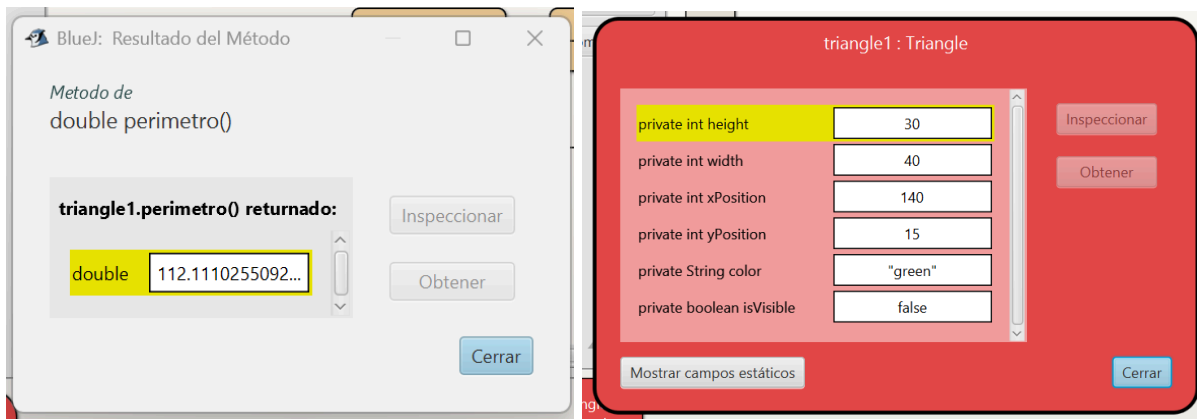 BlueJ: Resultado del Método
Metodo de
double perimetro()
triangle1.perimetro() returnado:
double 112.1110255092...
Inspeccionar
Obtener
Cerrar
triangle1 : Triangle
private int height 30
private int width 40
private int xPosition 140
private int yPosition 15
private String color "green"
private boolean isVisible false
Inspeccionar
Obtener
Mostrar campos estáticos
Cerrar